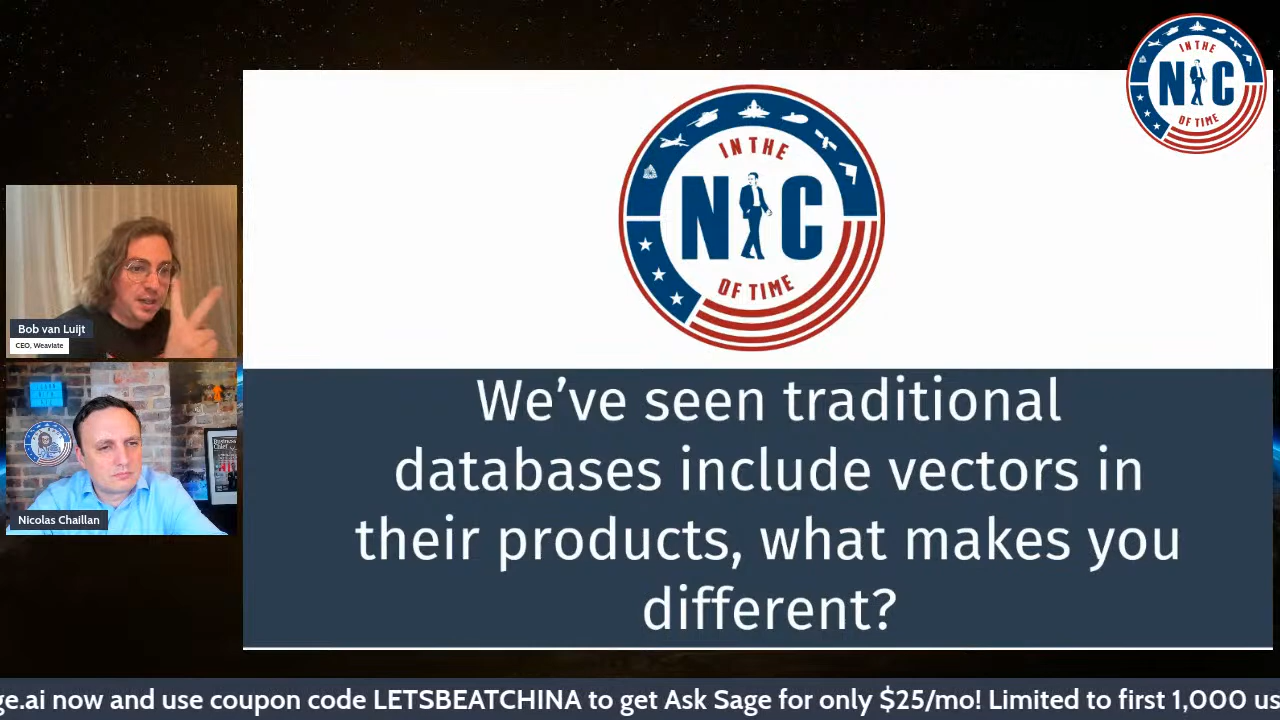 IN THE
NIC
OF TIME
IN THE
NIC
OF TIME
Bob van Luijt
CEO, Weaviate
Nicolas Chaillan
We’ve seen traditional
databases include vectors in
their products, what makes you
different?
ge.ai now and use coupon code LETSBEATCHINA to get Ask Sage for only $25/mo! Limited to first 1,000 us